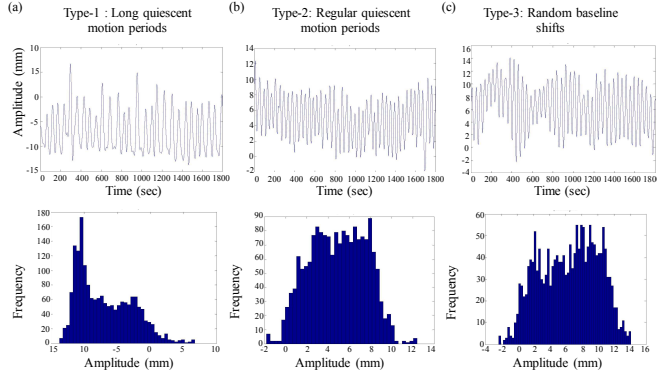 (a)
Type-1 : Long quiescent
motion periods
(b)
Type-2: Regular quiescent
motion periods
(c)
Type-3: Random baseline
shifts
Amplitude (mm)
10
5
0
-5
-10
-15
0 200 400 600 800 1000 1200 1400 1600 1800
Time (sec)
14
12
10
8
6
4
2
0
-2
0 200 400 600 800 1000 1200 1400 1600 1800
Time (sec)
16
14
12
10
8
6
4
2
0
-2
-4
0 200 400 600 800 1000 1200 1400 1600 1800
Time (sec)
Frequency
180
160
140
120
100
80
60
40
20
0
15 10 -5 0 5 10
Amplitude (mm)
Frequency
90
80
70
60
50
40
30
20
10
0
-2 0 2 4 6 8 10 12 14
Amplitude (mm)
Frequency
60
50
40
30
20
10
0
-4 -2 0 2 4 6 8 10 12 14 16
Amplitude (mm)